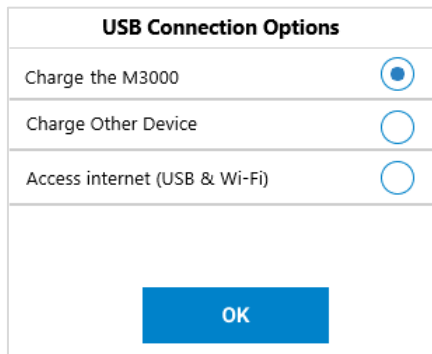 USB Connection Options
Charge the M3000
Charge Other Device
Access internet (USB & Wi-Fi)
OK